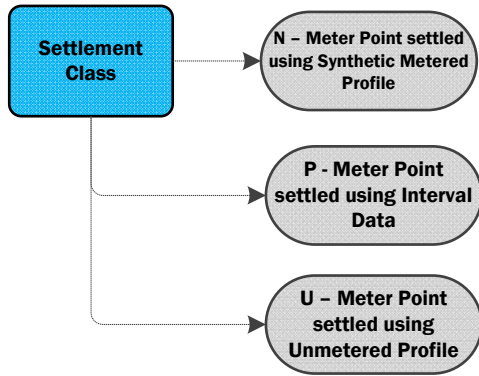 Settlement
Class
N – Meter Point settled
using Synthetic Metered
Profile
P - Meter Point
settled using Interval
Data
U – Meter Point
settled using
Unmetered Profile